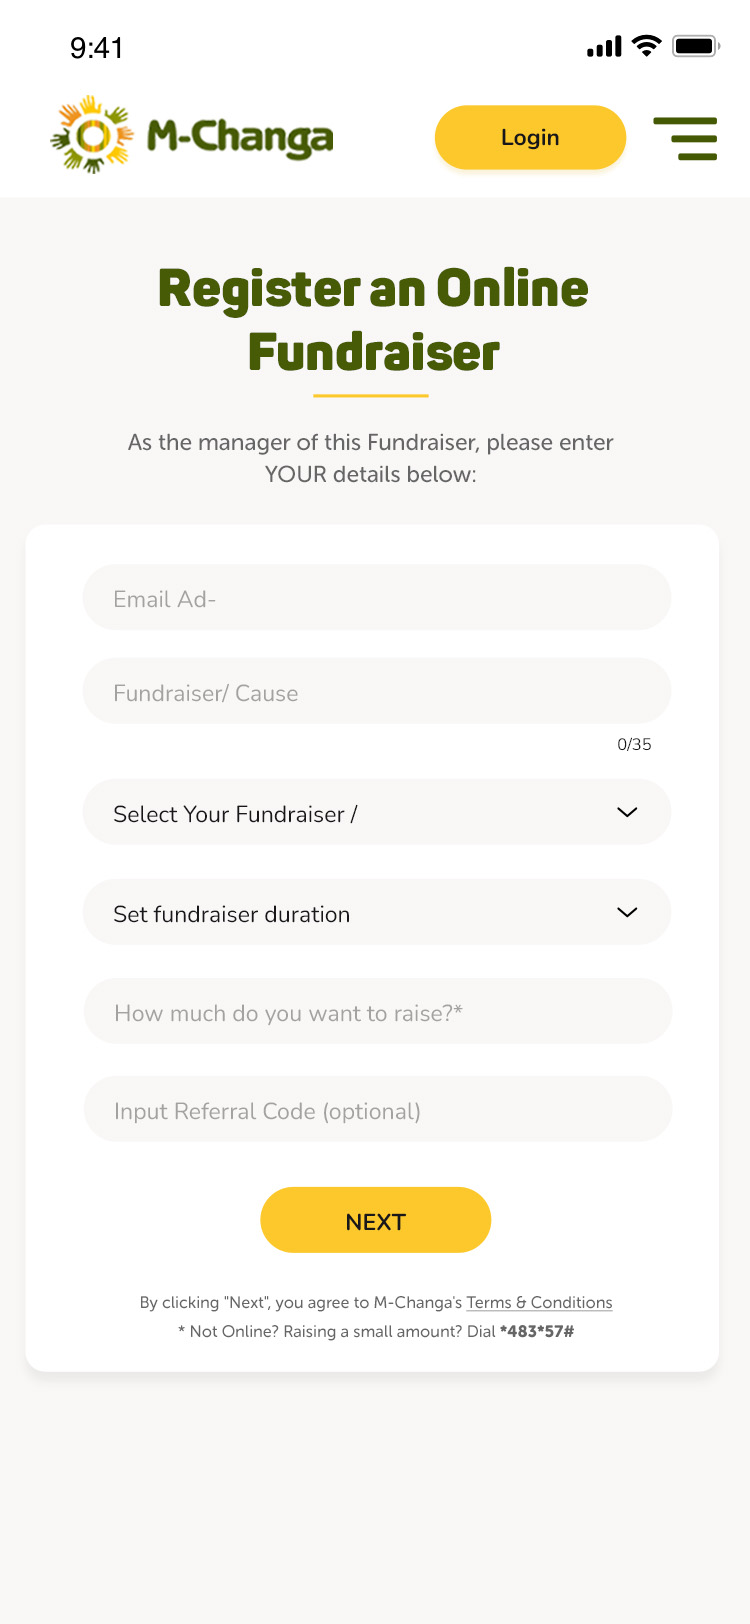 9:41
M-Changa
Login
Register an Online
Fundraiser
As the manager of this Fundraiser, please enter
YOUR details below:
Email Ad-
Fundraiser/ Cause
0/35
Select Your Fundraiser /
Set fundraiser duration
How much do you want to raise?*
Input Referral Code (optional)
NEXT
By clicking "Next", you agree to M-Changa's Terms & Conditions
* Not Online? Raising a small amount? Dial *483*57#